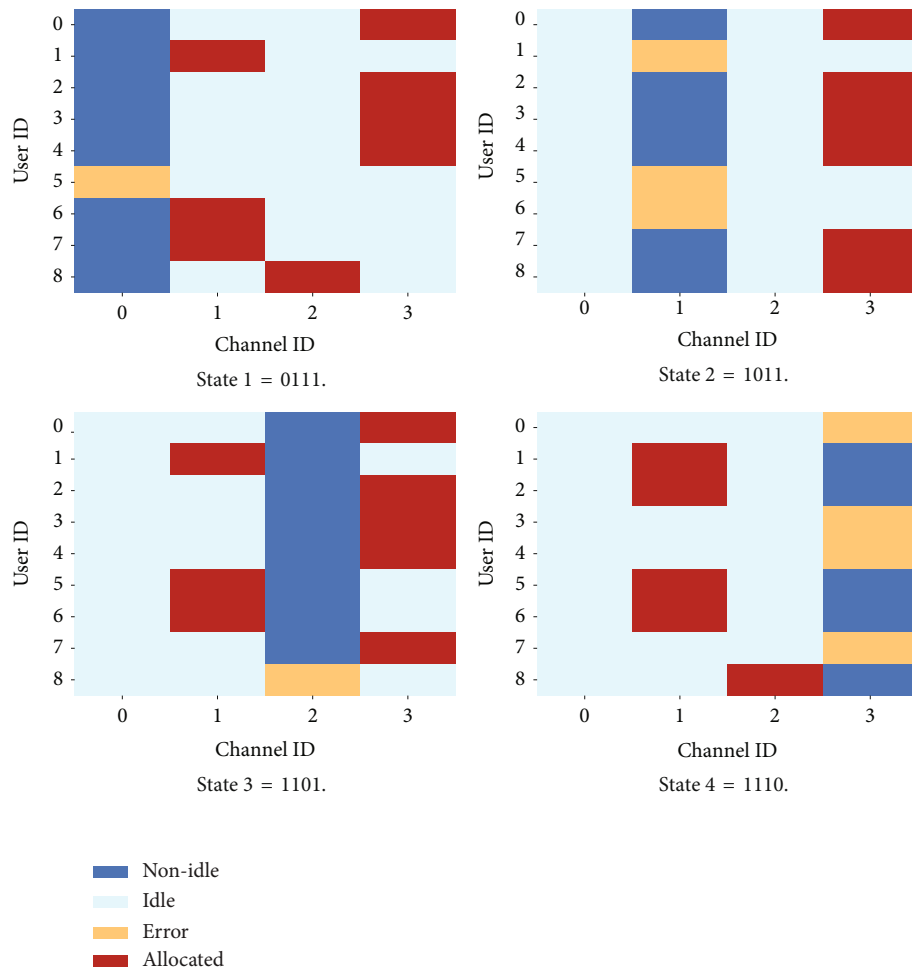 0
1
2
3
4
5
6
7
8
User ID
0 1 2 3
Channel ID
State 1 = 0111.
0
1
2
3
4
5
6
7
8
User ID
0 1 2 3
Channel ID
State 2 = 1011.
0
1
2
3
4
5
6
7
8
User ID
0 1 2 3
Channel ID
State 3 = 1101.
0
1
2
3
4
5
6
7
8
User ID
0 1 2 3
Channel ID
State 4 = 1110.
Non-idle
Idle
Error
Allocated